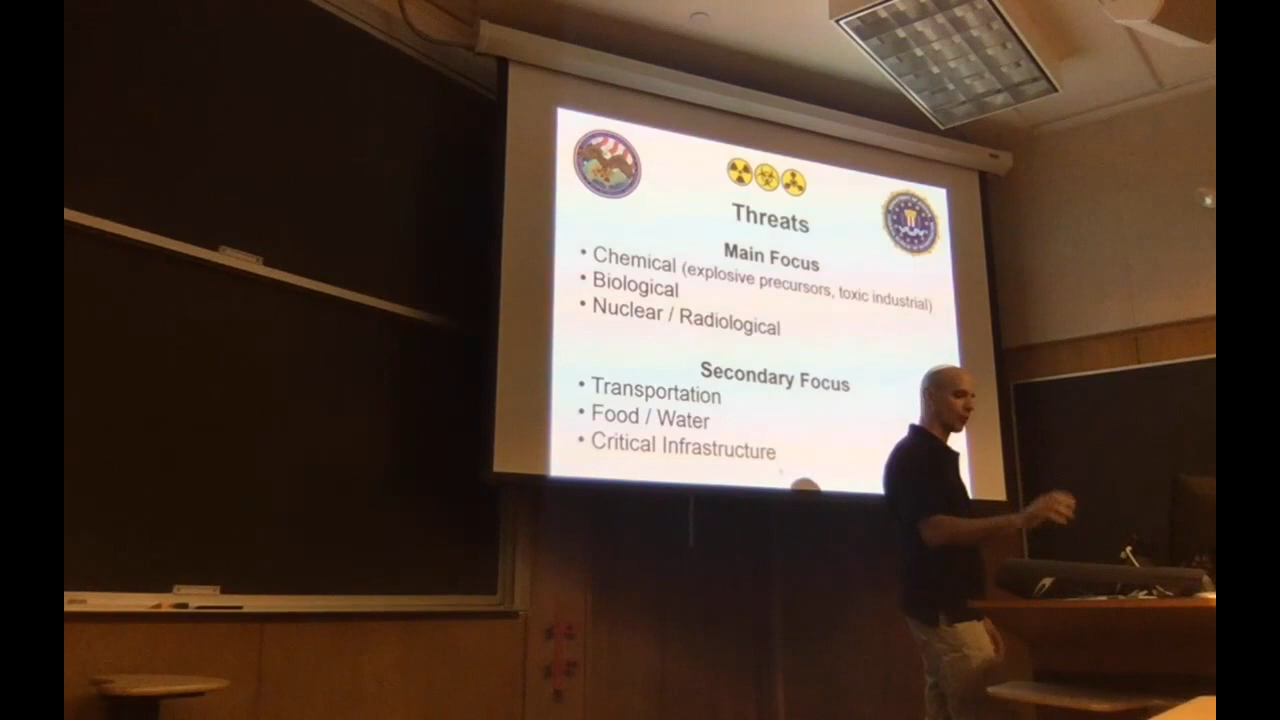 Threats
Main Focus
• Chemical (explosive precursors, toxic industrial)
• Biological
• Nuclear / Radiological
Secondary Focus
• Transportation
• Food / Water
• Critical Infrastructure